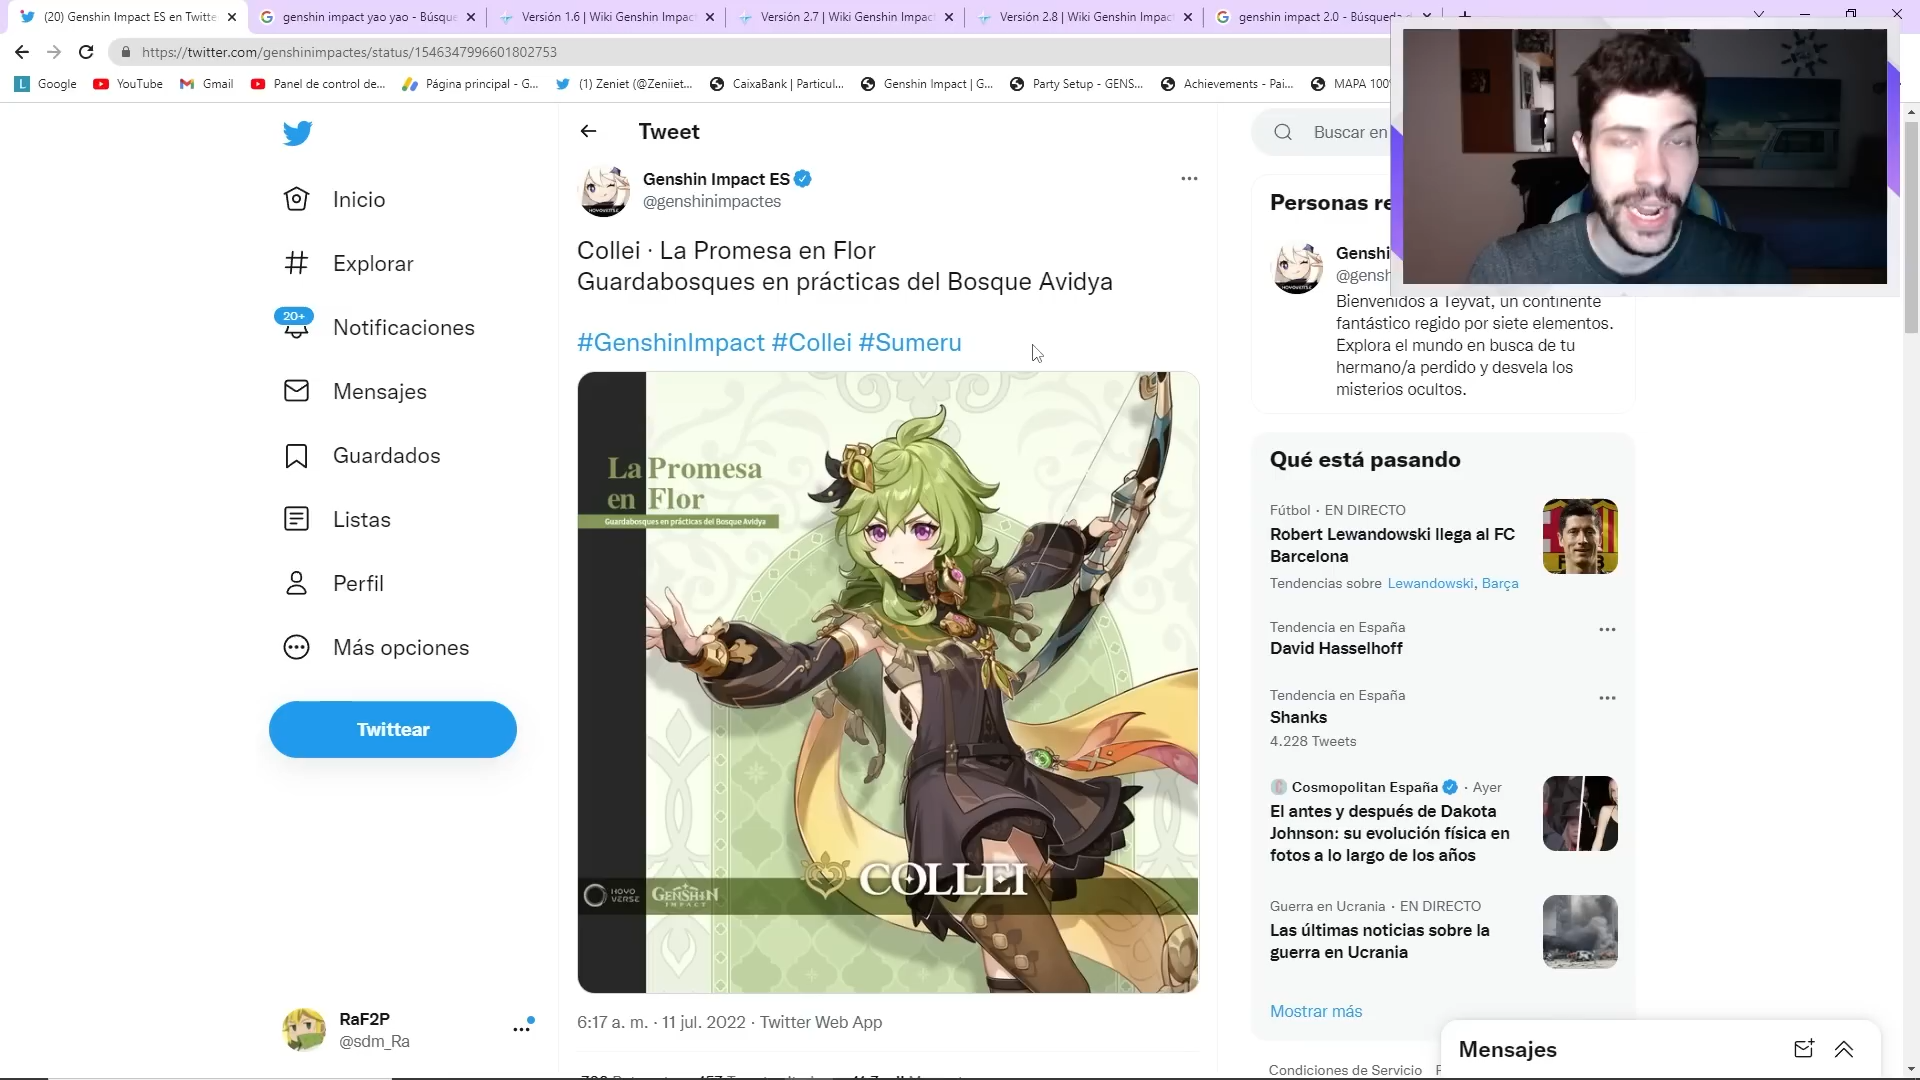 (20) Genshin Impact ES en Twitte
genshin impact yao yao - Búsque
Versión 1.6 | Wiki Genshin Impac
Versión 2.7 | Wiki Genshin Impac
Versión 2.8 | Wiki Genshin Impac
genshin impact 2.0 - Búsqueda
https://twitter.com/genshinimpactes/status/1546347996601802753
Google
YouTube
Gmail
Panel de control de...
Página principal - G...
(1) Zeniet (@Zeniiet...
CaixaBank | Particul...
Genshin Impact | G...
Party Setup - GENS...
Achievements - Pai...
MAPA 100
Inicio
Explorar
20+
Notificaciones
Mensajes
Guardados
Listas
Perfil
Más opciones
Twittear
RaF2P
@sdm_Ra
Tweet
Genshin Impact ES
@genshinimpactes
Collei · La Promesa en Flor
Guardabosques en prácticas del Bosque Avidya
#GenshinImpact #Collei #Sumeru
La Promesa
en Flor
Guardabosques en prácticas del Bosque Avidya
COLLEI
HOYO
VERSE
GENSHIN
IMPACT
6:17 a. m. · 11 jul. 2022 · Twitter Web App
Buscar en
Personas re
Genshi
@gensh
Bienvenidos a Teyvat, un continente
fantástico regido por siete elementos.
Explora el mundo en busca de tu
hermano/a perdido y desvela los
misterios ocultos.
Qué está pasando
Fútbol · EN DIRECTO
Robert Lewandowski llega al FC
Barcelona
Tendencias sobre Lewandowski, Barça
Tendencia en España
David Hasselhoff
Tendencia en España
Shanks
4.228 Tweets
Cosmopolitan España · Ayer
El antes y después de Dakota
Johnson: su evolución física en
fotos a lo largo de los años
Guerra en Ucrania · EN DIRECTO
Las últimas noticias sobre la
guerra en Ucrania
Mostrar más
Condiciones de Servicio
Mensajes